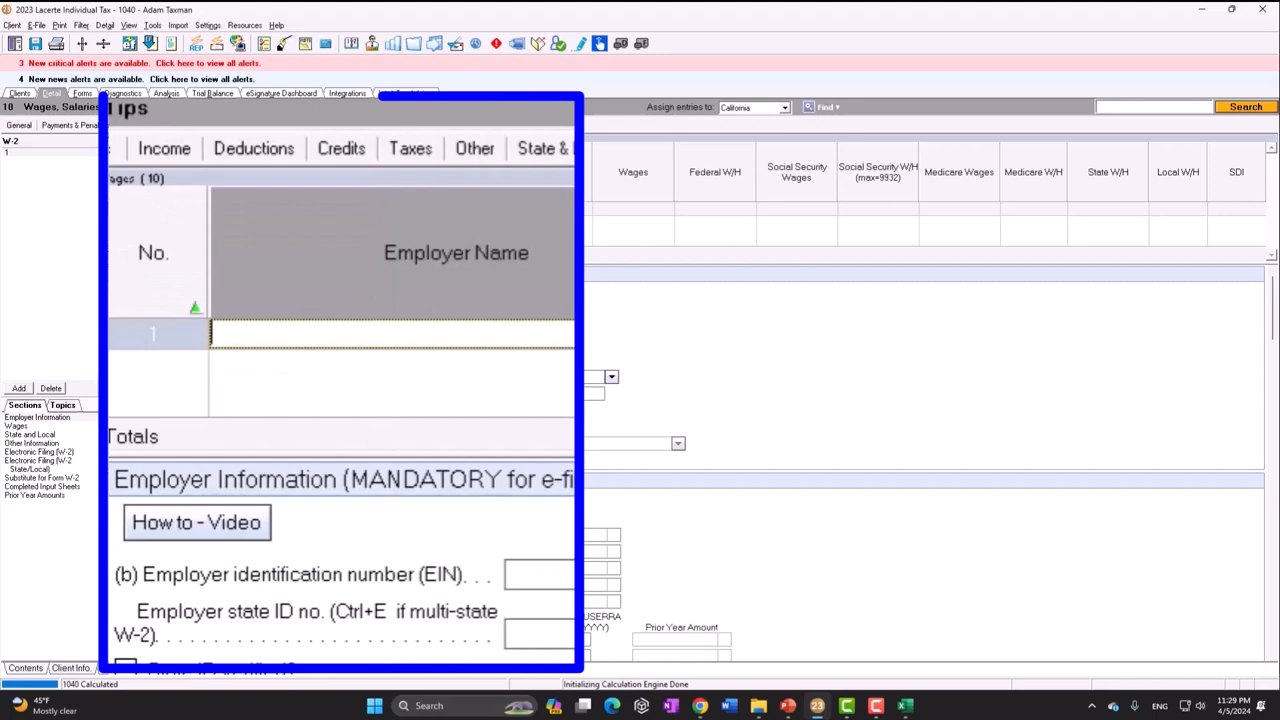 2023 Lacerte Individual Tax - 1040 - Adam Taxman
Client E-File Print Filter Detail View Tools Import Settings Resources Help
3 New critical alerts are available. Click here to view all alerts.
4 New news alerts are available. Click here to view all alerts.
Clients Detail Forms Diagnostics Analysis Trial Balance eSignature Dashboard Integrations
10 Wages, Salaries
Tips
Assign entries to: California Find Search
General Payments & Pena
Income Deductions Credits Taxes Other State &
W-2
1
ages (10)
No. Employer Name
Wages Federal W/H Social Security Wages Social Security W/H (max=9932) Medicare Wages Medicare W/H State W/H Local W/H SDI
1
Totals
Add Delete
Sections Topics
Employer Information
Wages
State and Local
Other Information
Electronic Filing (W-2)
Electronic Filing (W-2
State/Local)
Substitute for Form W-2
Completed Input Sheets
Prior Year Amounts
Employer Information (MANDATORY for e-fi
How to - Video
(b) Employer identification number (EIN). . .
Employer state ID no. (Ctrl+E if multi-state
W-2). . . . . . . . . . . . . . . . . . . . . . . . . . . . .
USERRA
YYYY)
Prior Year Amount
Contents Client Info.
1040 Calculated Initializing Calculation Engine Done
45°F
Mostly clear
Search
23
ENG
11:29 PM
4/5/2024